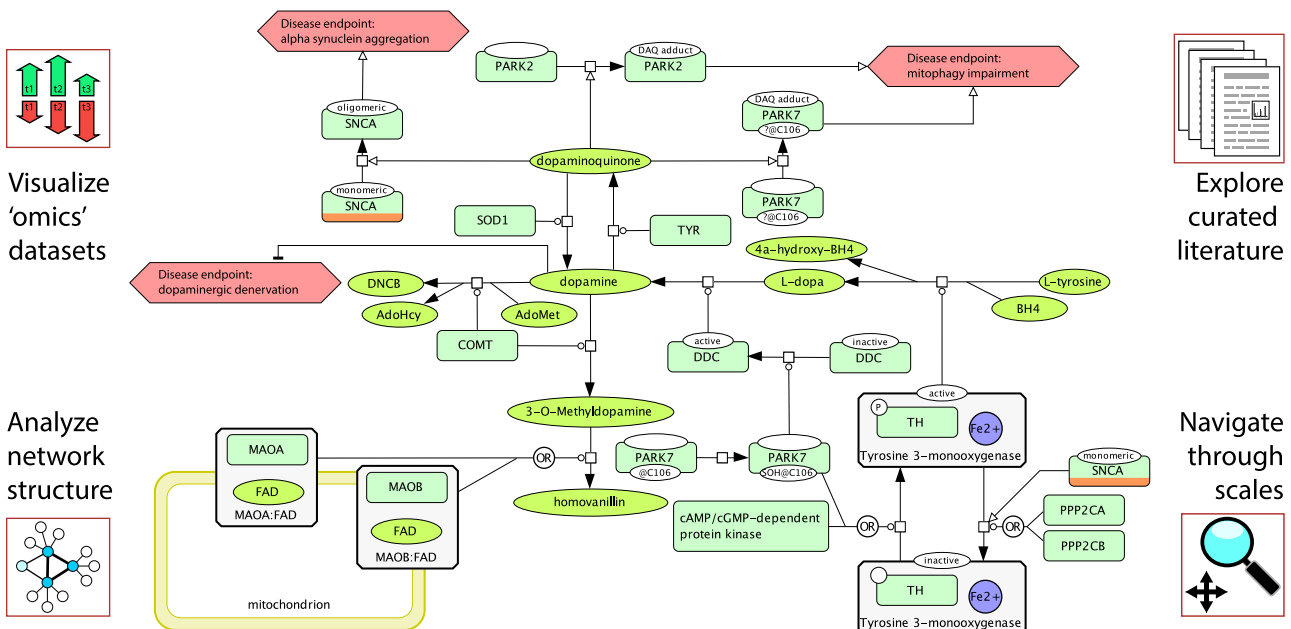 Disease endpoint:
alpha synuclein aggregation
t1
t2
t3
t1
t2
t3
Visualize
'omics'
datasets
PARK2
DAQ adduct
PARK2
Disease endpoint:
mitophagy impairment
oligomeric
SNCA
DAQ adduct
PARK7
?@C106
dopaminoquinone
monomeric
SNCA
PARK7
?@C106
Explore
curated
literature
SOD1
TYR
4a-hydroxy-BH4
Disease endpoint:
dopaminergic denervation
DNCB
dopamine
L-dopa
L-tyrosine
AdoHcy
AdoMet
BH4
COMT
active
DDC
inactive
DDC
active
P
TH
Fe2+
Tyrosine 3-monooxygenase
3-O-Methyldopamine
Analyze
network
structure
MAOA
FAD
MAOA:FAD
MAOB
FAD
MAOB:FAD
mitochondrion
OR
PARK7
@C106
PARK7
SOH@C106
homovanillin
cAMP/cGMP-dependent
protein kinase
OR
monomeric
SNCA
OR
PPP2CA
PPP2CB
inactive
TH
Fe2+
Tyrosine 3-monooxygenase
Navigate
through
scales